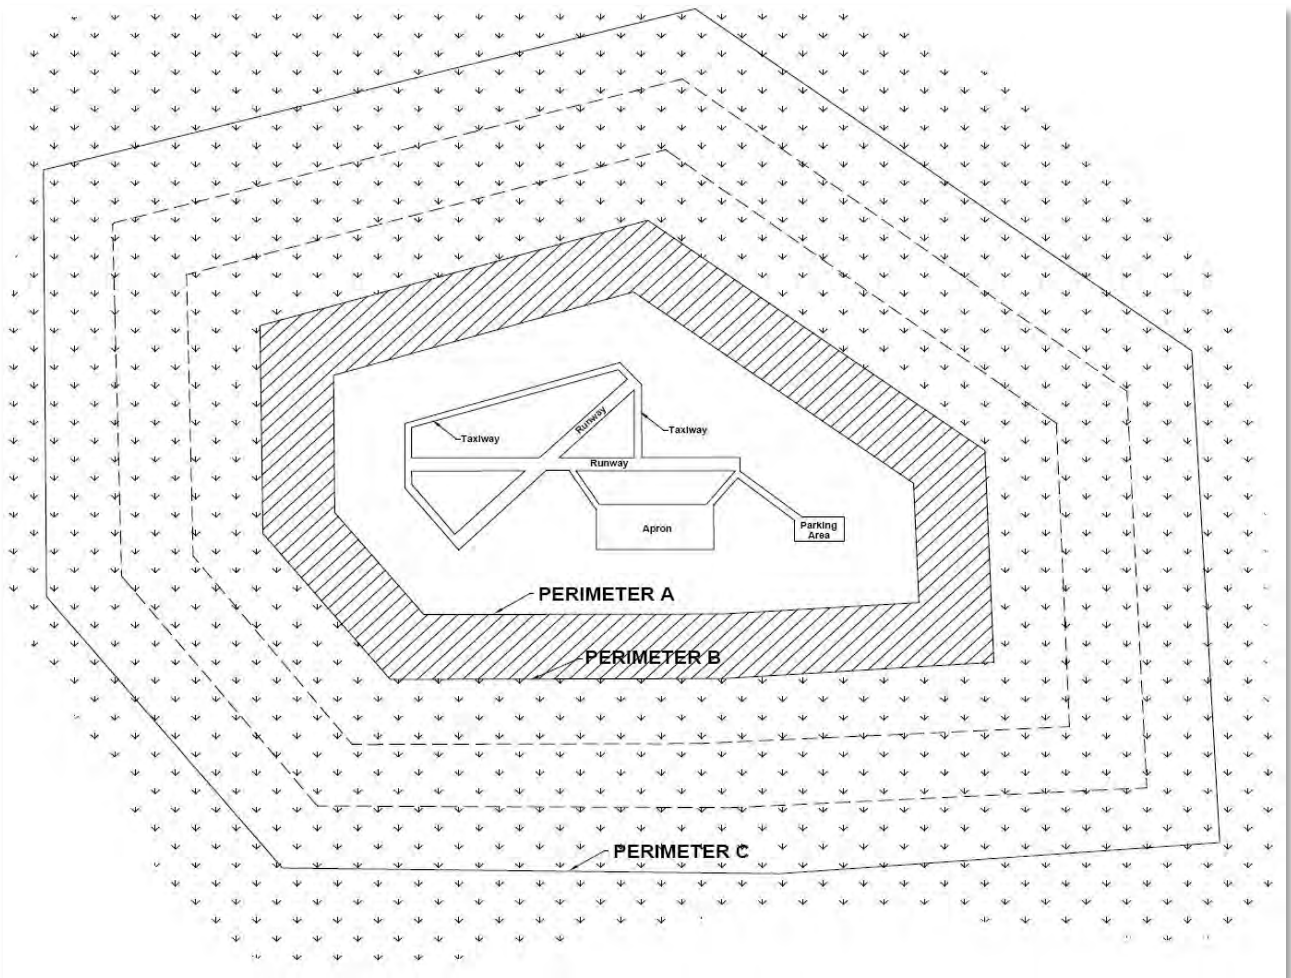 Runway
Taxiway
Taxiway
Runway
Apron
Parking
Area
PERIMETER A
PERIMETER B
PERIMETER C